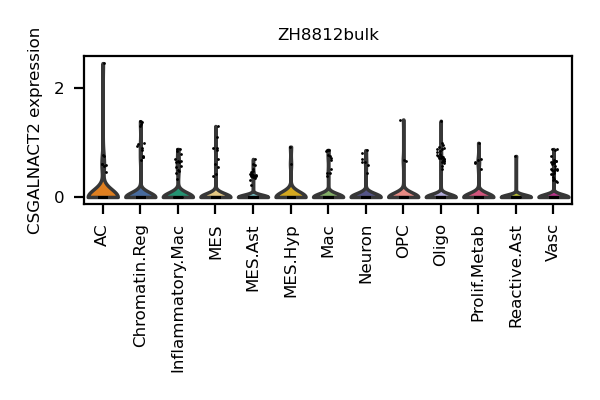 ZH8812bulk
CSGALNACT2 expression
2
0
AC
Chromatin.Reg
Inflammatory.Mac
MES
MES.Ast
MES.Hyp
Mac
Neuron
OPC
Oligo
Prolif.Metab
Reactive.Ast
Vasc